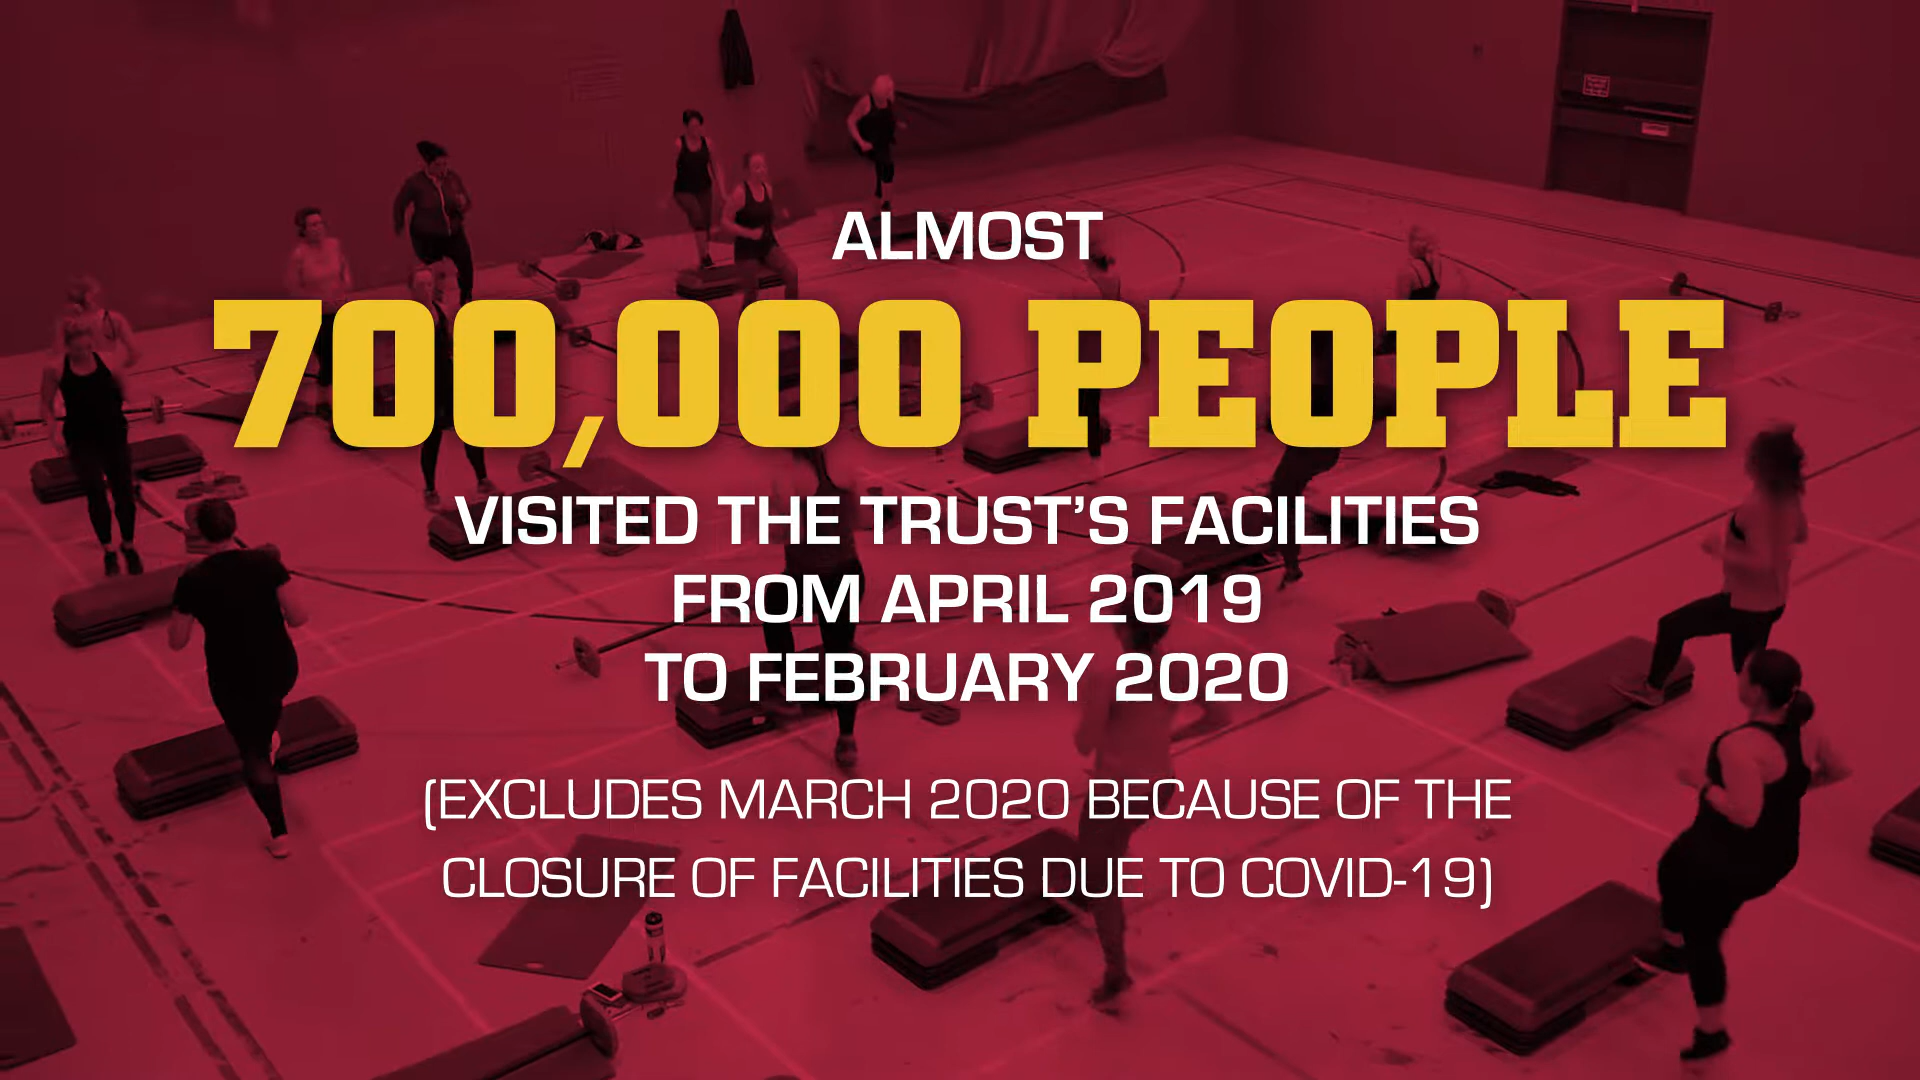 ALMOST
700,000 PEOPLE
VISITED THE TRUST’S FACILITIES
FROM APRIL 2019
TO FEBRUARY 2020
(EXCLUDES MARCH 2020 BECAUSE OF THE
CLOSURE OF FACILITIES DUE TO COVID-19)